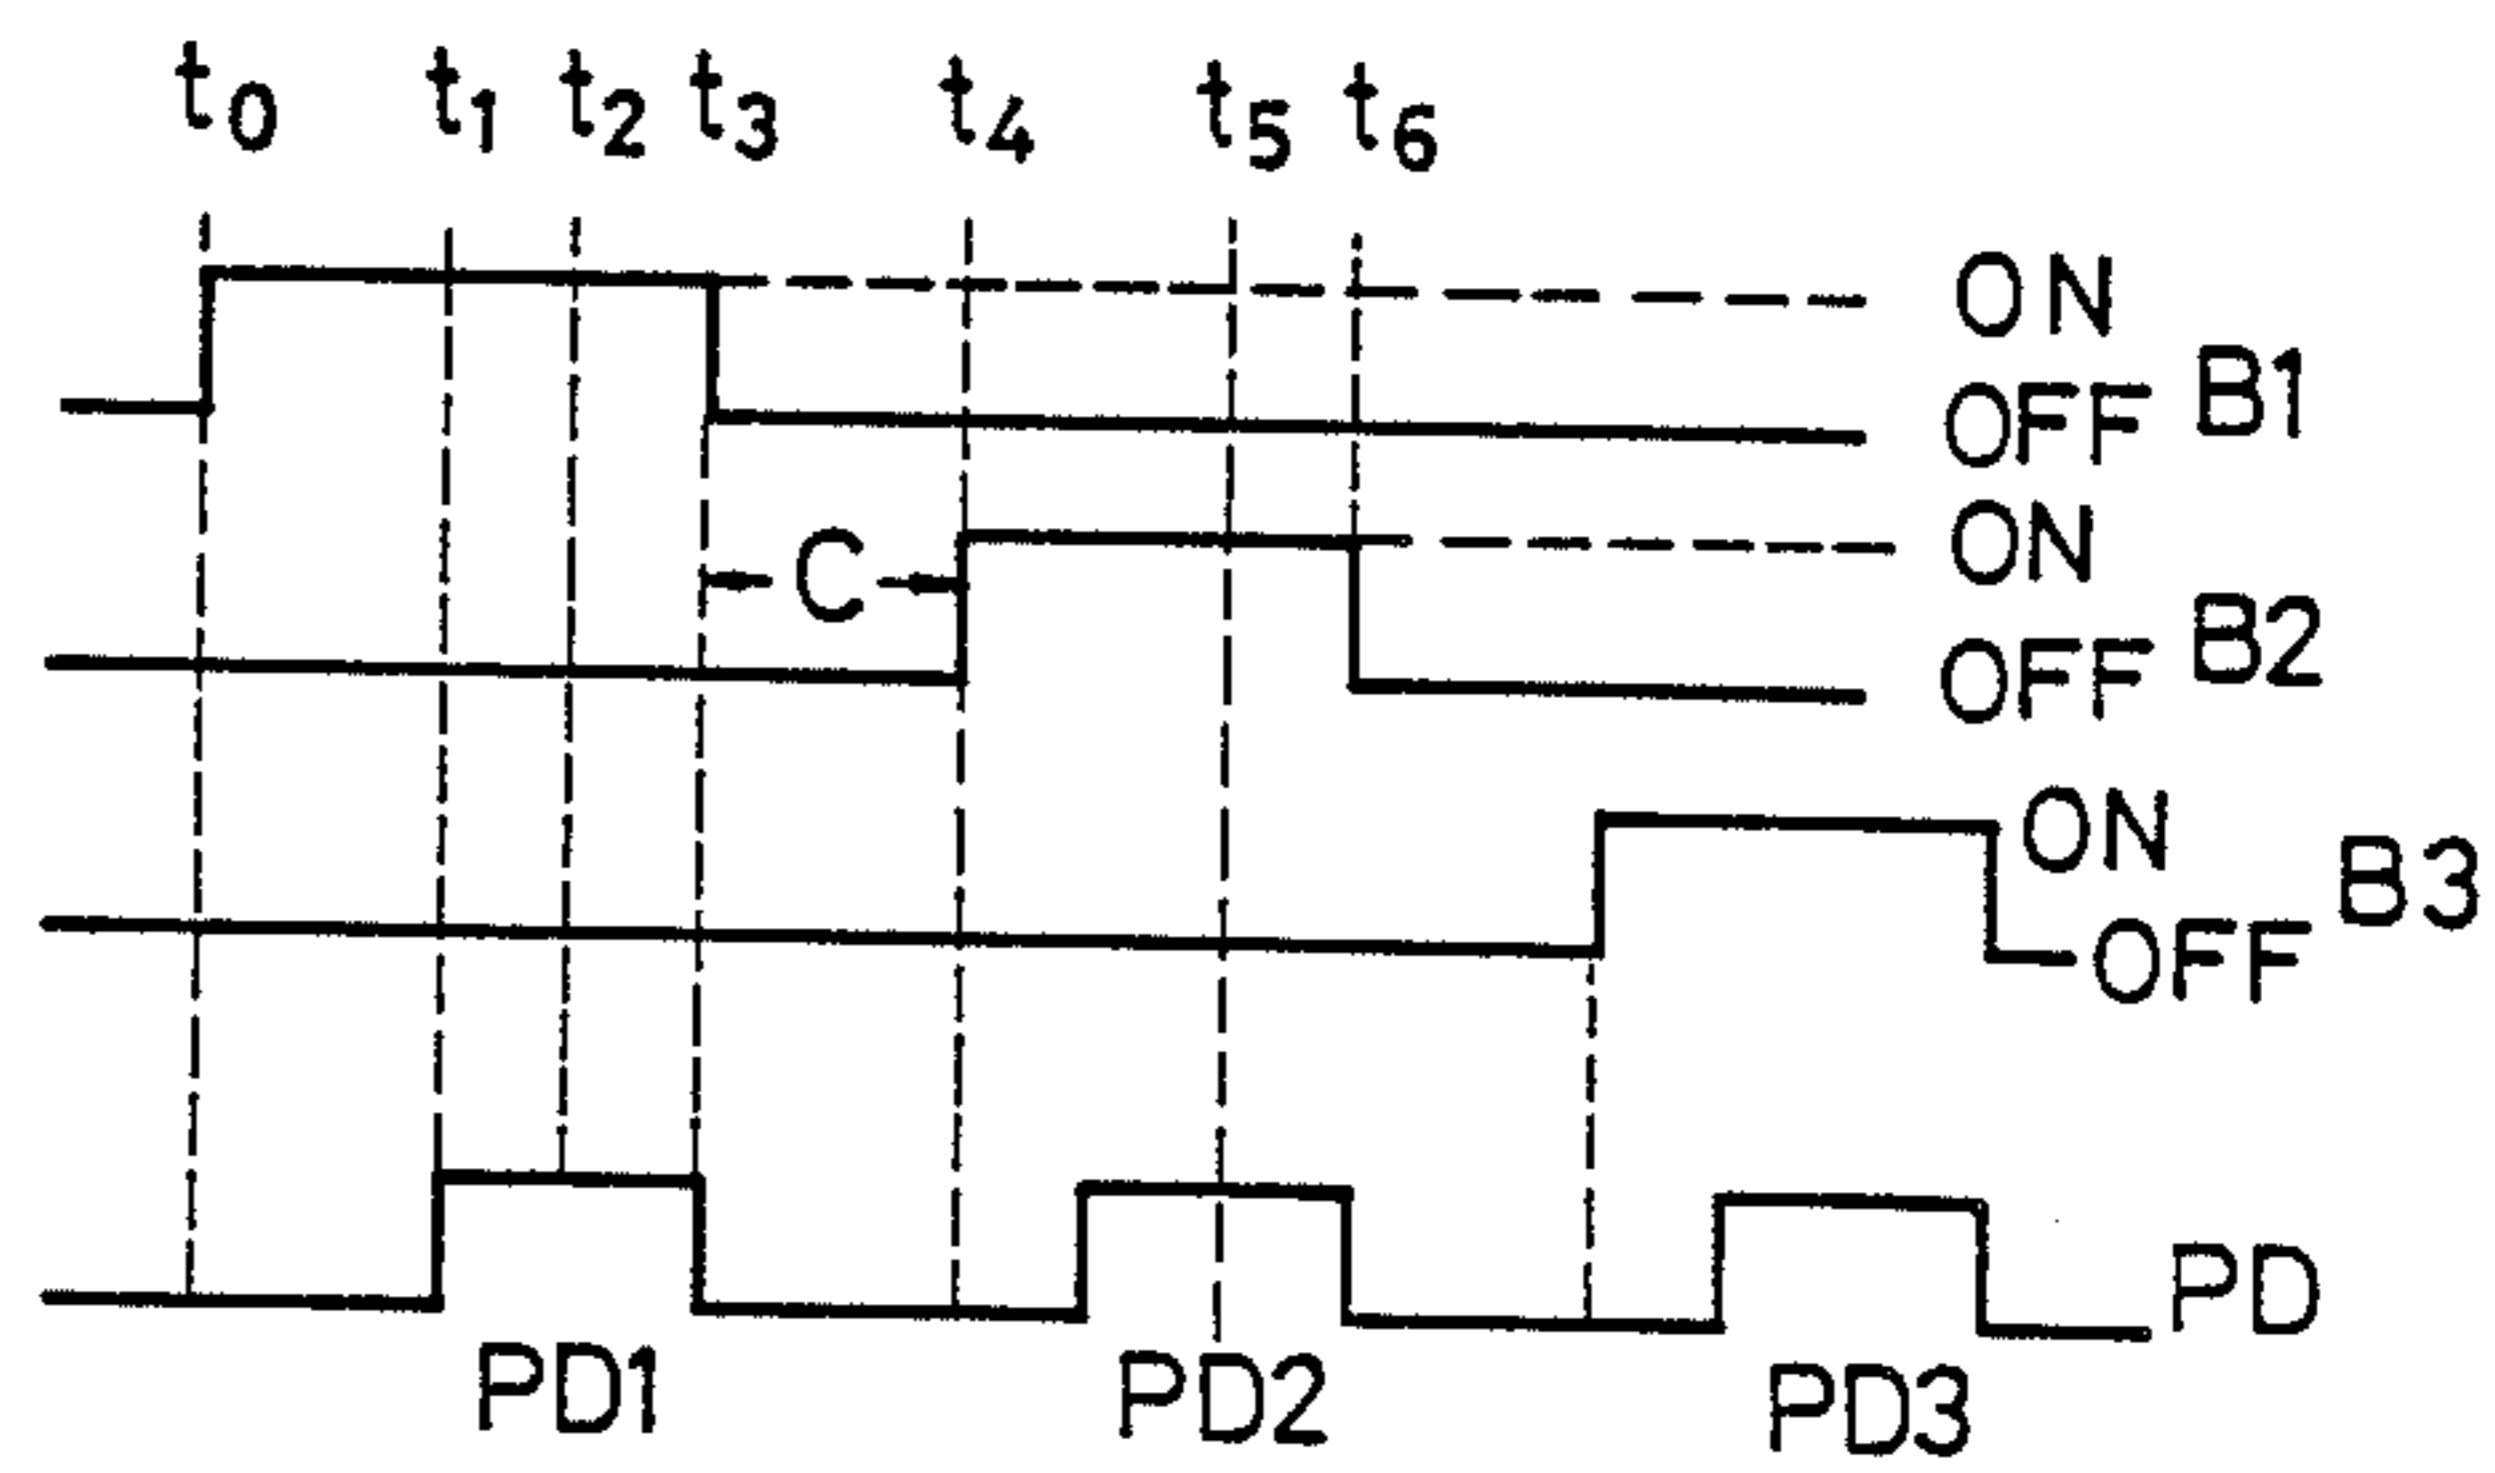 t0 t1 t2 t3 t4 t5 t6
ON
OFF B1
ON
C
OFF B2
ON
OFF B3
PD
PD1 PD2 PD3